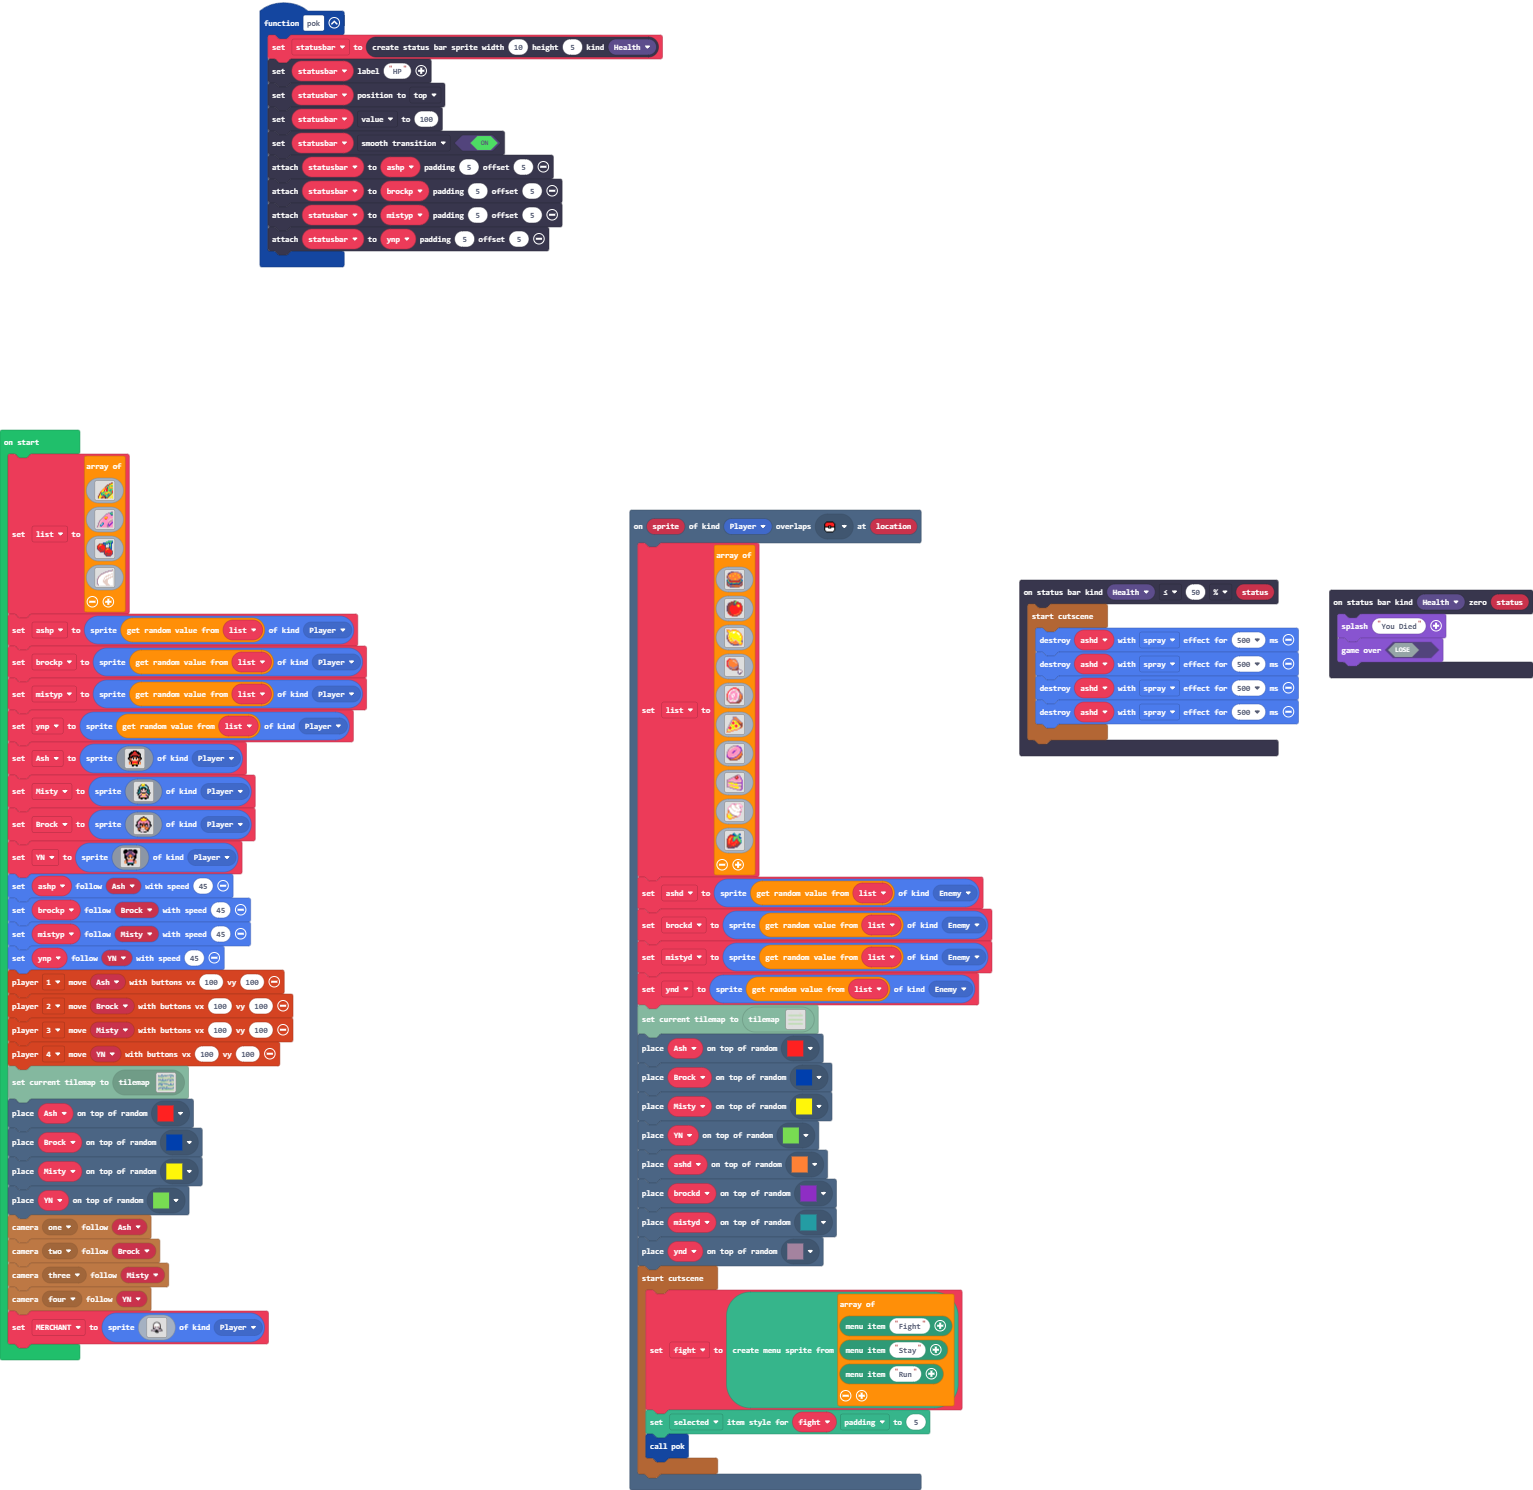 function pok
set statusbar to create status bar sprite width 10 height 5 kind Health
set statusbar label "HP"
set statusbar position to top
set statusbar value to 100
set statusbar smooth transition ON
attach statusbar to ashp padding 5 offset 5
attach statusbar to brockp padding 5 offset 5
attach statusbar to mistyp padding 5 offset 5
attach statusbar to ynp padding 5 offset 5
on start
array of
set list to
set ashp to sprite get random value from list of kind Player
set brockp to sprite get random value from list of kind Player
set mistyp to sprite get random value from list of kind Player
set ynp to sprite get random value from list of kind Player
set Ash to sprite of kind Player
set Misty to sprite of kind Player
set Brock to sprite of kind Player
set YN to sprite of kind Player
set ashp follow Ash with speed 45
set brockp follow Brock with speed 45
set mistyp follow Misty with speed 45
set ynp follow YN with speed 45
player 1 move Ash with buttons vx 100 vy 100
player 2 move Brock with buttons vx 100 vy 100
player 3 move Misty with buttons vx 100 vy 100
player 4 move YN with buttons vx 100 vy 100
set current tilemap to tilemap
place Ash on top of random
place Brock on top of random
place Misty on top of random
place YN on top of random
camera one follow Ash
camera two follow Brock
camera three follow Misty
camera four follow YN
set MERCHANT to sprite of kind Player
on sprite of kind Player overlaps at location
array of
set list to
set ashd to sprite get random value from list of kind Enemy
set brockd to sprite get random value from list of kind Enemy
set mistyd to sprite get random value from list of kind Enemy
set ynd to sprite get random value from list of kind Enemy
set current tilemap to tilemap
place Ash on top of random
place Brock on top of random
place Misty on top of random
place YN on top of random
place ashd on top of random
place brockd on top of random
place mistyd on top of random
place ynd on top of random
start cutscene
array of
menu item "Fight"
set fight to create menu sprite from menu item "Stay"
menu item "Run"
set selected item style for fight padding to 5
call pok
on status bar kind Health ≤ 50 % status
start cutscene
destroy ashd with spray effect for 500 ms
destroy ashd with spray effect for 500 ms
destroy ashd with spray effect for 500 ms
destroy ashd with spray effect for 500 ms
on status bar kind Health zero status
splash "You Died"
game over LOSE